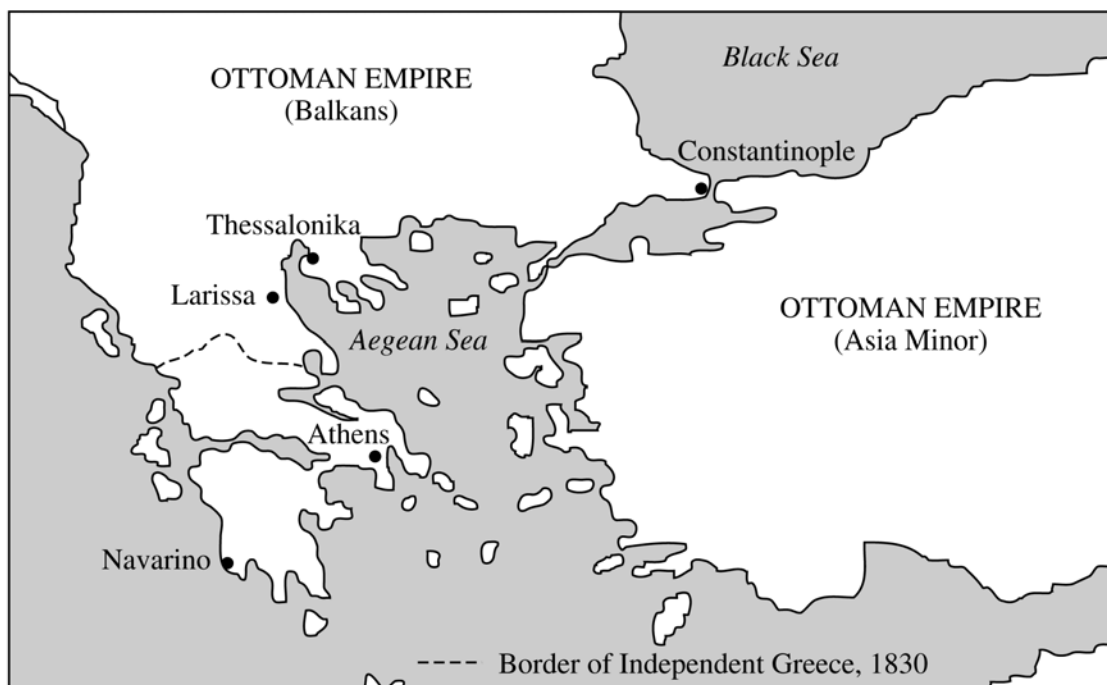 Black Sea
OTTOMAN EMPIRE
(Balkans)
Constantinople
Thessalonika
Larissa
OTTOMAN EMPIRE
(Asia Minor)
Aegean Sea
Athens
Navarino
Border of Independent Greece, 1830